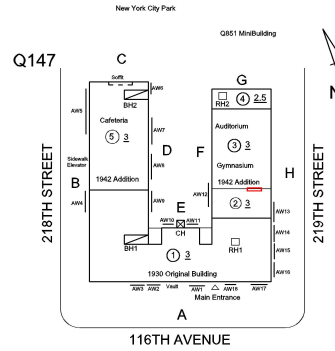 New York City Park
Q851 MiniBuilding
Q147
C
N
Soffit
G
AW6
BH2
4 2.5
RH2
AW5
Cafeteria
5 3
AW7
Auditorium
3 3
D
F
Sidewalk
Elevator
AW8
Gymnasium
H
B
1942 Addition
1942 Addition
AW4
AW9
AW12
2 3
E
AW10
AW11
CH
AW13
AW14
BH1
RH1
AW15
1 3
1930 Original Building
AW16
AW3
AW2
Vault
AW1
AW18
AW17
Main Entrance
218TH STREET
219TH STREET
A
116TH AVENUE